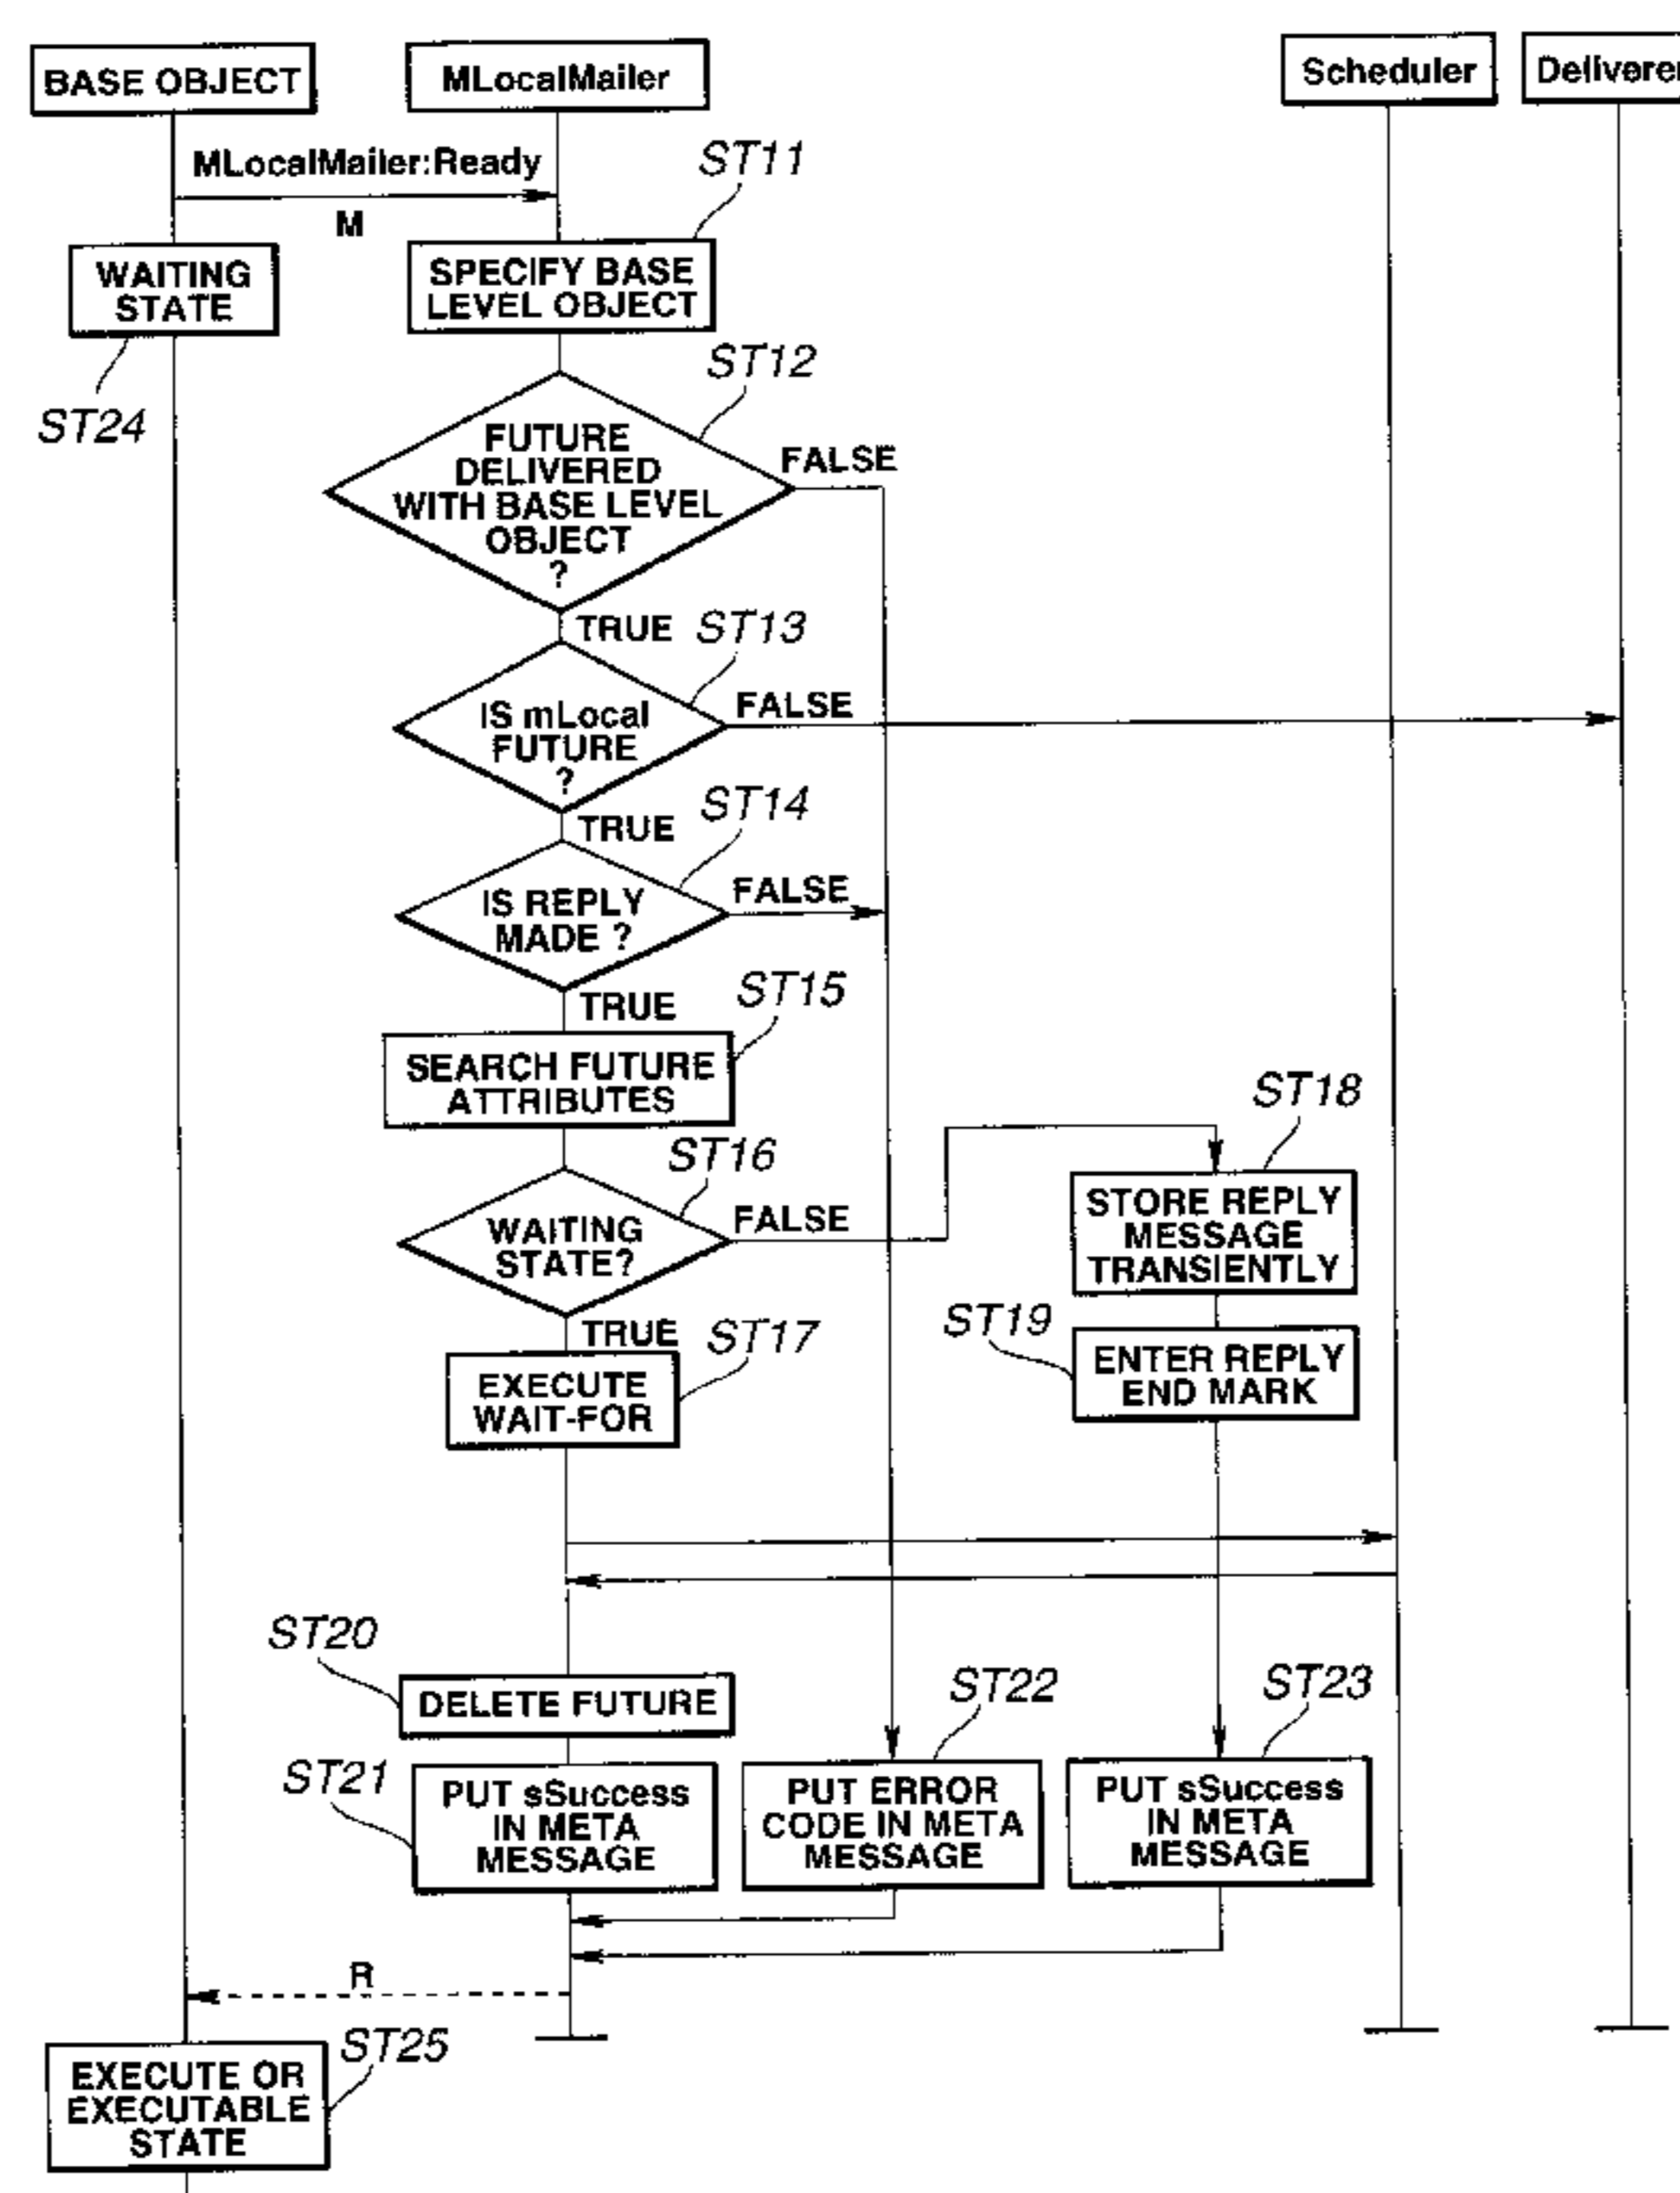 BASE OBJECT
MLocalMailer
Scheduler
Deliverer
MLocalMailer:Ready
M
ST11
WAITING
STATE
ST24
SPECIFY BASE
LEVEL OBJECT
ST12
FUTURE
DELIVERED
WITH BASE LEVEL
OBJECT
?
FALSE
TRUE
ST13
IS mLocal
FUTURE
?
FALSE
TRUE
ST14
IS REPLY
MADE ?
FALSE
TRUE
ST15
SEARCH FUTURE
ATTRIBUTES
ST16
WAITING
STATE?
FALSE
ST18
STORE REPLY
MESSAGE
TRANSIENTLY
TRUE
ST17
EXECUTE
WAIT-FOR
ST19
ENTER REPLY
END MARK
ST20
DELETE FUTURE
ST21
PUT sSuccess
IN META
MESSAGE
ST22
PUT ERROR
CODE IN META
MESSAGE
ST23
PUT sSuccess
IN META
MESSAGE
R
ST25
EXECUTE OR
EXECUTABLE
STATE